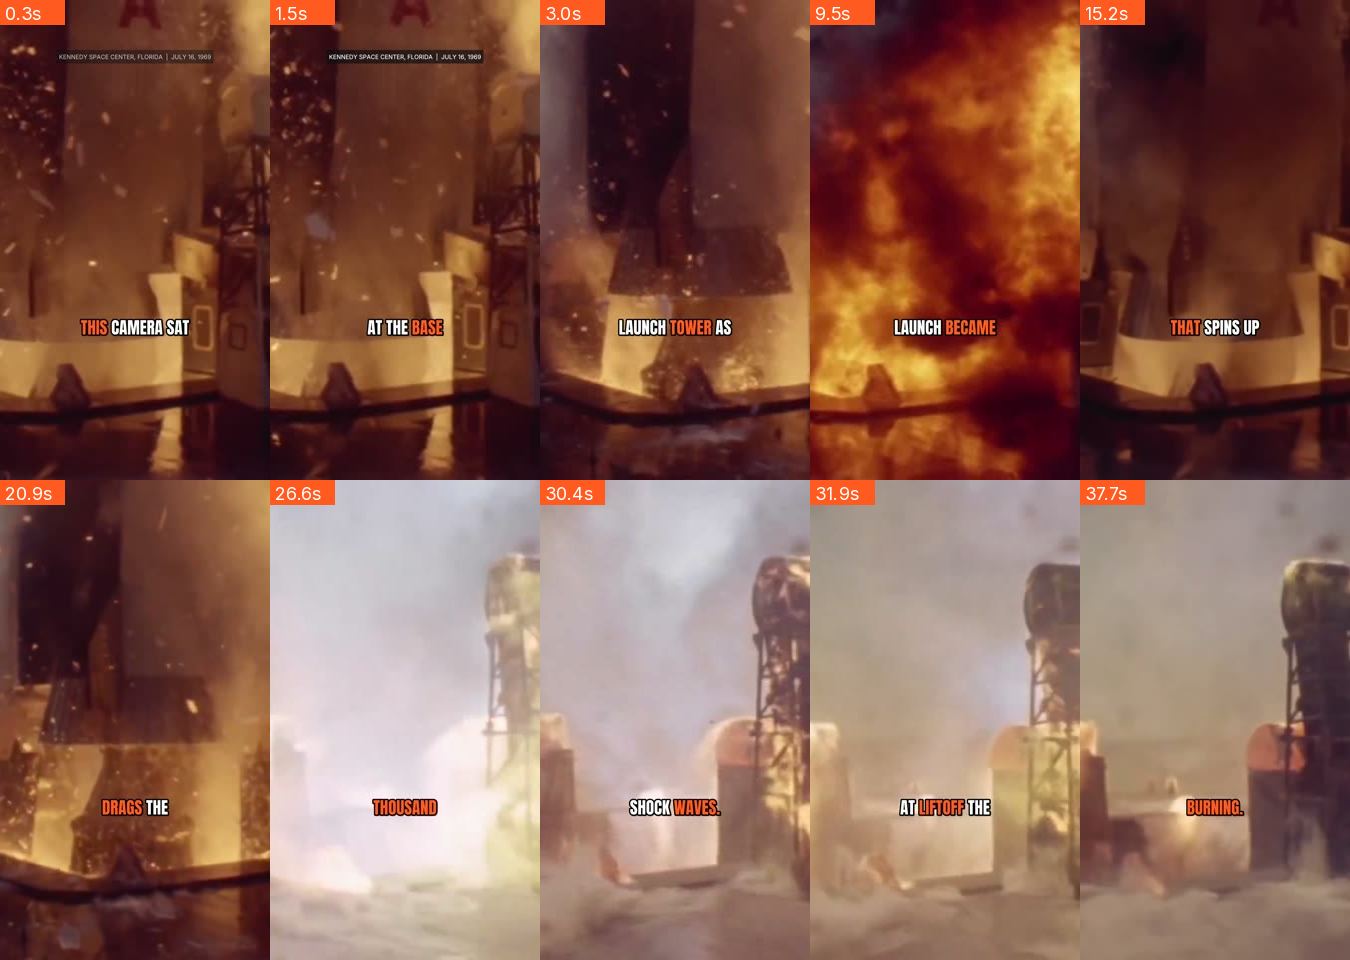 0.3s
KENNEDY SPACE CENTER, FLORIDA | JULY 16, 1969
A
THIS CAMERA SAT
1.5s
KENNEDY SPACE CENTER, FLORIDA | JULY 16, 1969
A
AT THE BASE
3.0s
LAUNCH TOWER AS
9.5s
LAUNCH BECAME
15.2s
THAT SPINS UP
20.9s
DRAGS THE
26.6s
THOUSAND
30.4s
SHOCK WAVES.
31.9s
AT LIFTOFF THE
37.7s
BURNING.